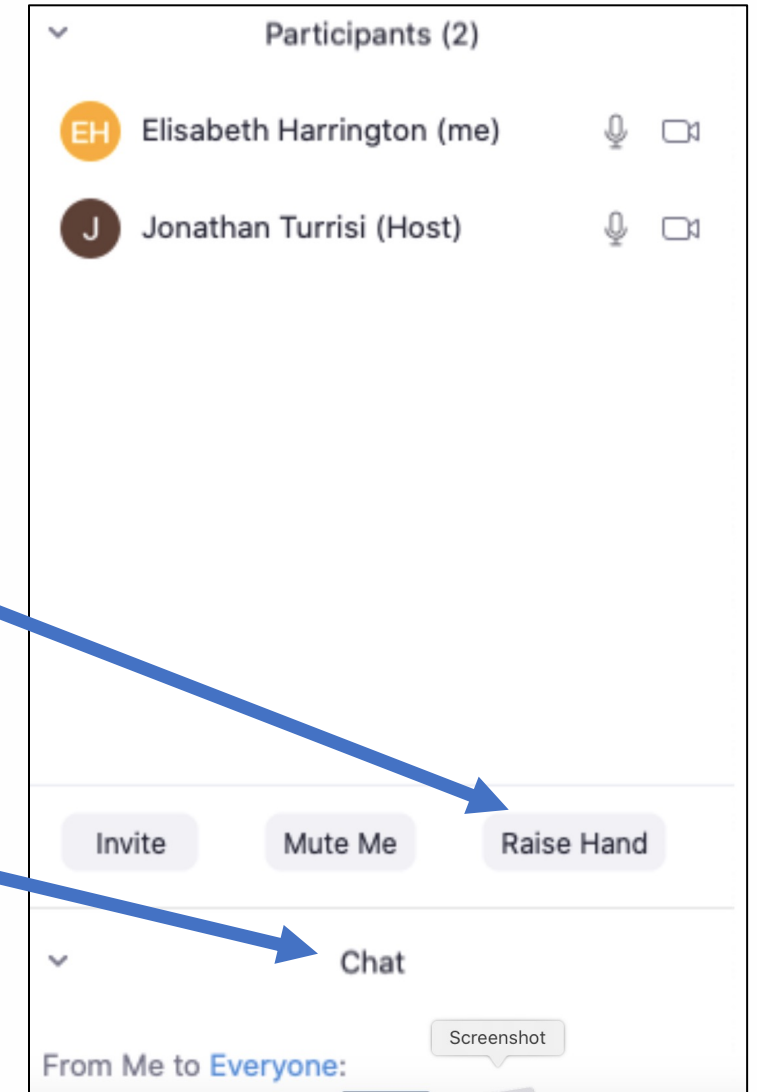 Participants (2)
EH Elisabeth Harrington (me)
J Jonathan Turrisi (Host)
Invite Mute Me Raise Hand
Chat
Screenshot
From Me to Everyone: